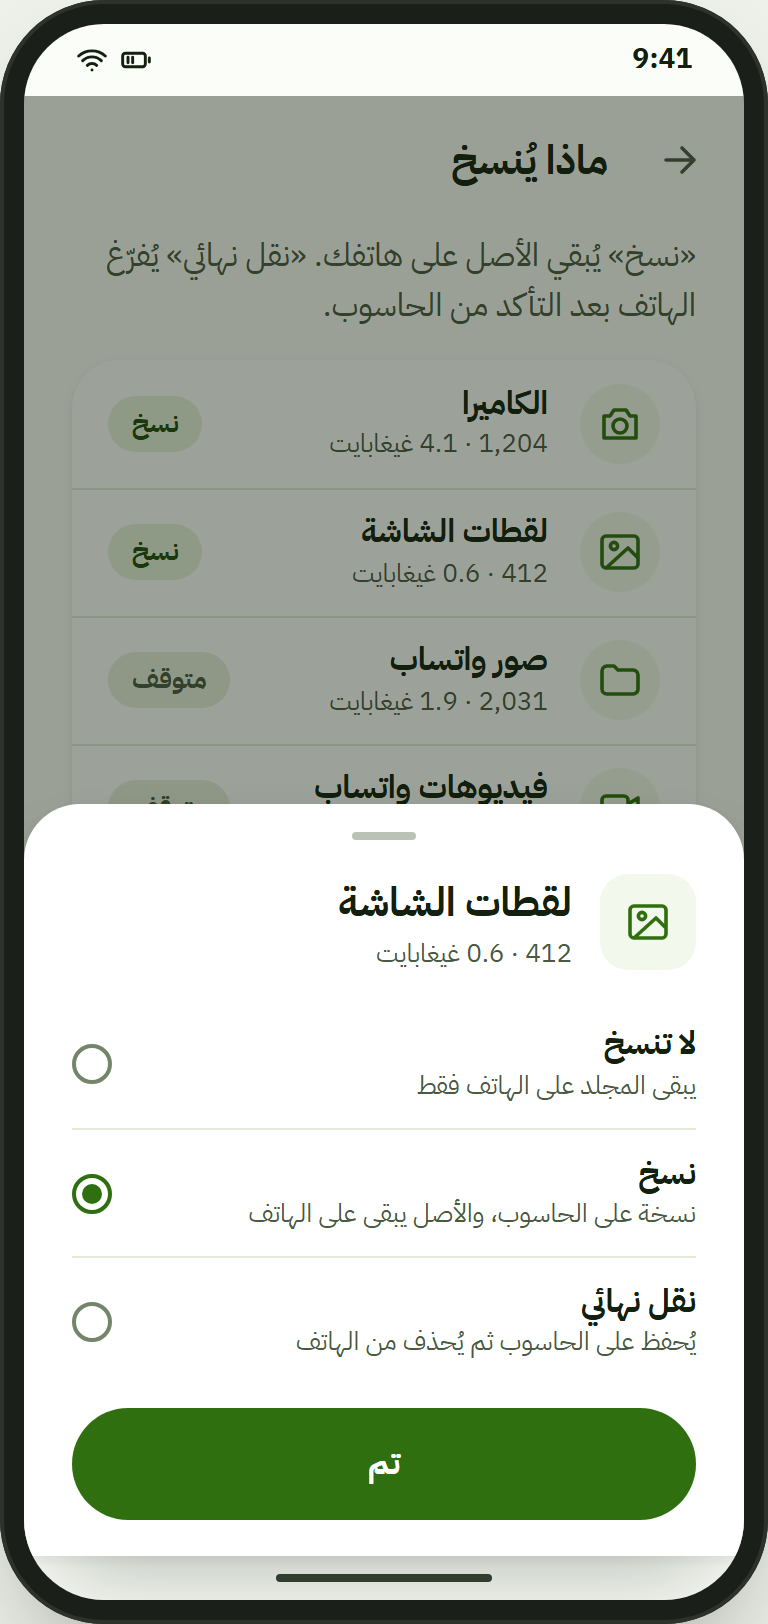 9:41
ماذا يُنسخ
«نسخ» يُبقي الأصل على هاتفك. «نقل نهائي» يُفرّغ
الهاتف بعد التأكد من الحاسوب.
الكاميرا
1,204 · 4.1 غيغابايت
نسخ
لقطات الشاشة
412 · 0.6 غيغابايت
نسخ
صور واتساب
2,031 · 1.9 غيغابايت
متوقف
فيديوهات واتساب
لقطات الشاشة
412 · 0.6 غيغابايت
لا تنسخ
يبقى المجلد على الهاتف فقط
نسخ
نسخة على الحاسوب، والأصل يبقى على الهاتف
نقل نهائي
يُحفظ على الحاسوب ثم يُحذف من الهاتف
تم